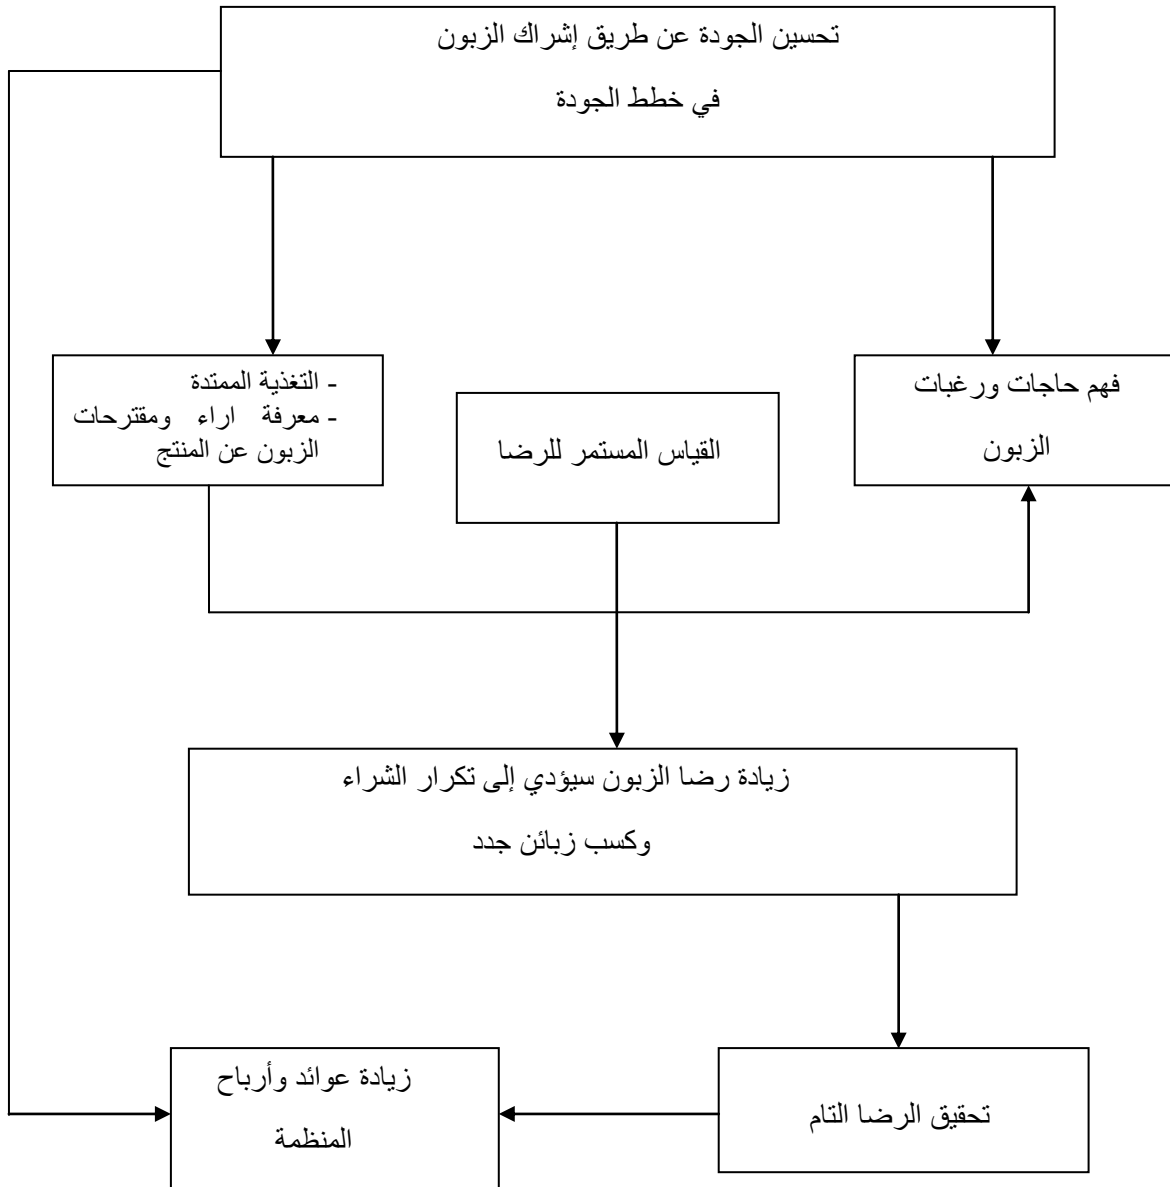 تحسين الجودة عن طريق إشراك الزبون
في خطط الجودة
فهم حاجات ورغبات
الزبون
القياس المستمر للرضا
- التغذية الممتدة
- معرفة اراء ومقترحات
الزبون عن المنتج
زيادة رضا الزبون سيؤدي إلى تكرار الشراء
وكسب زبائن جدد
تحقيق الرضا التام
زيادة عوائد وأرباح
المنظمة